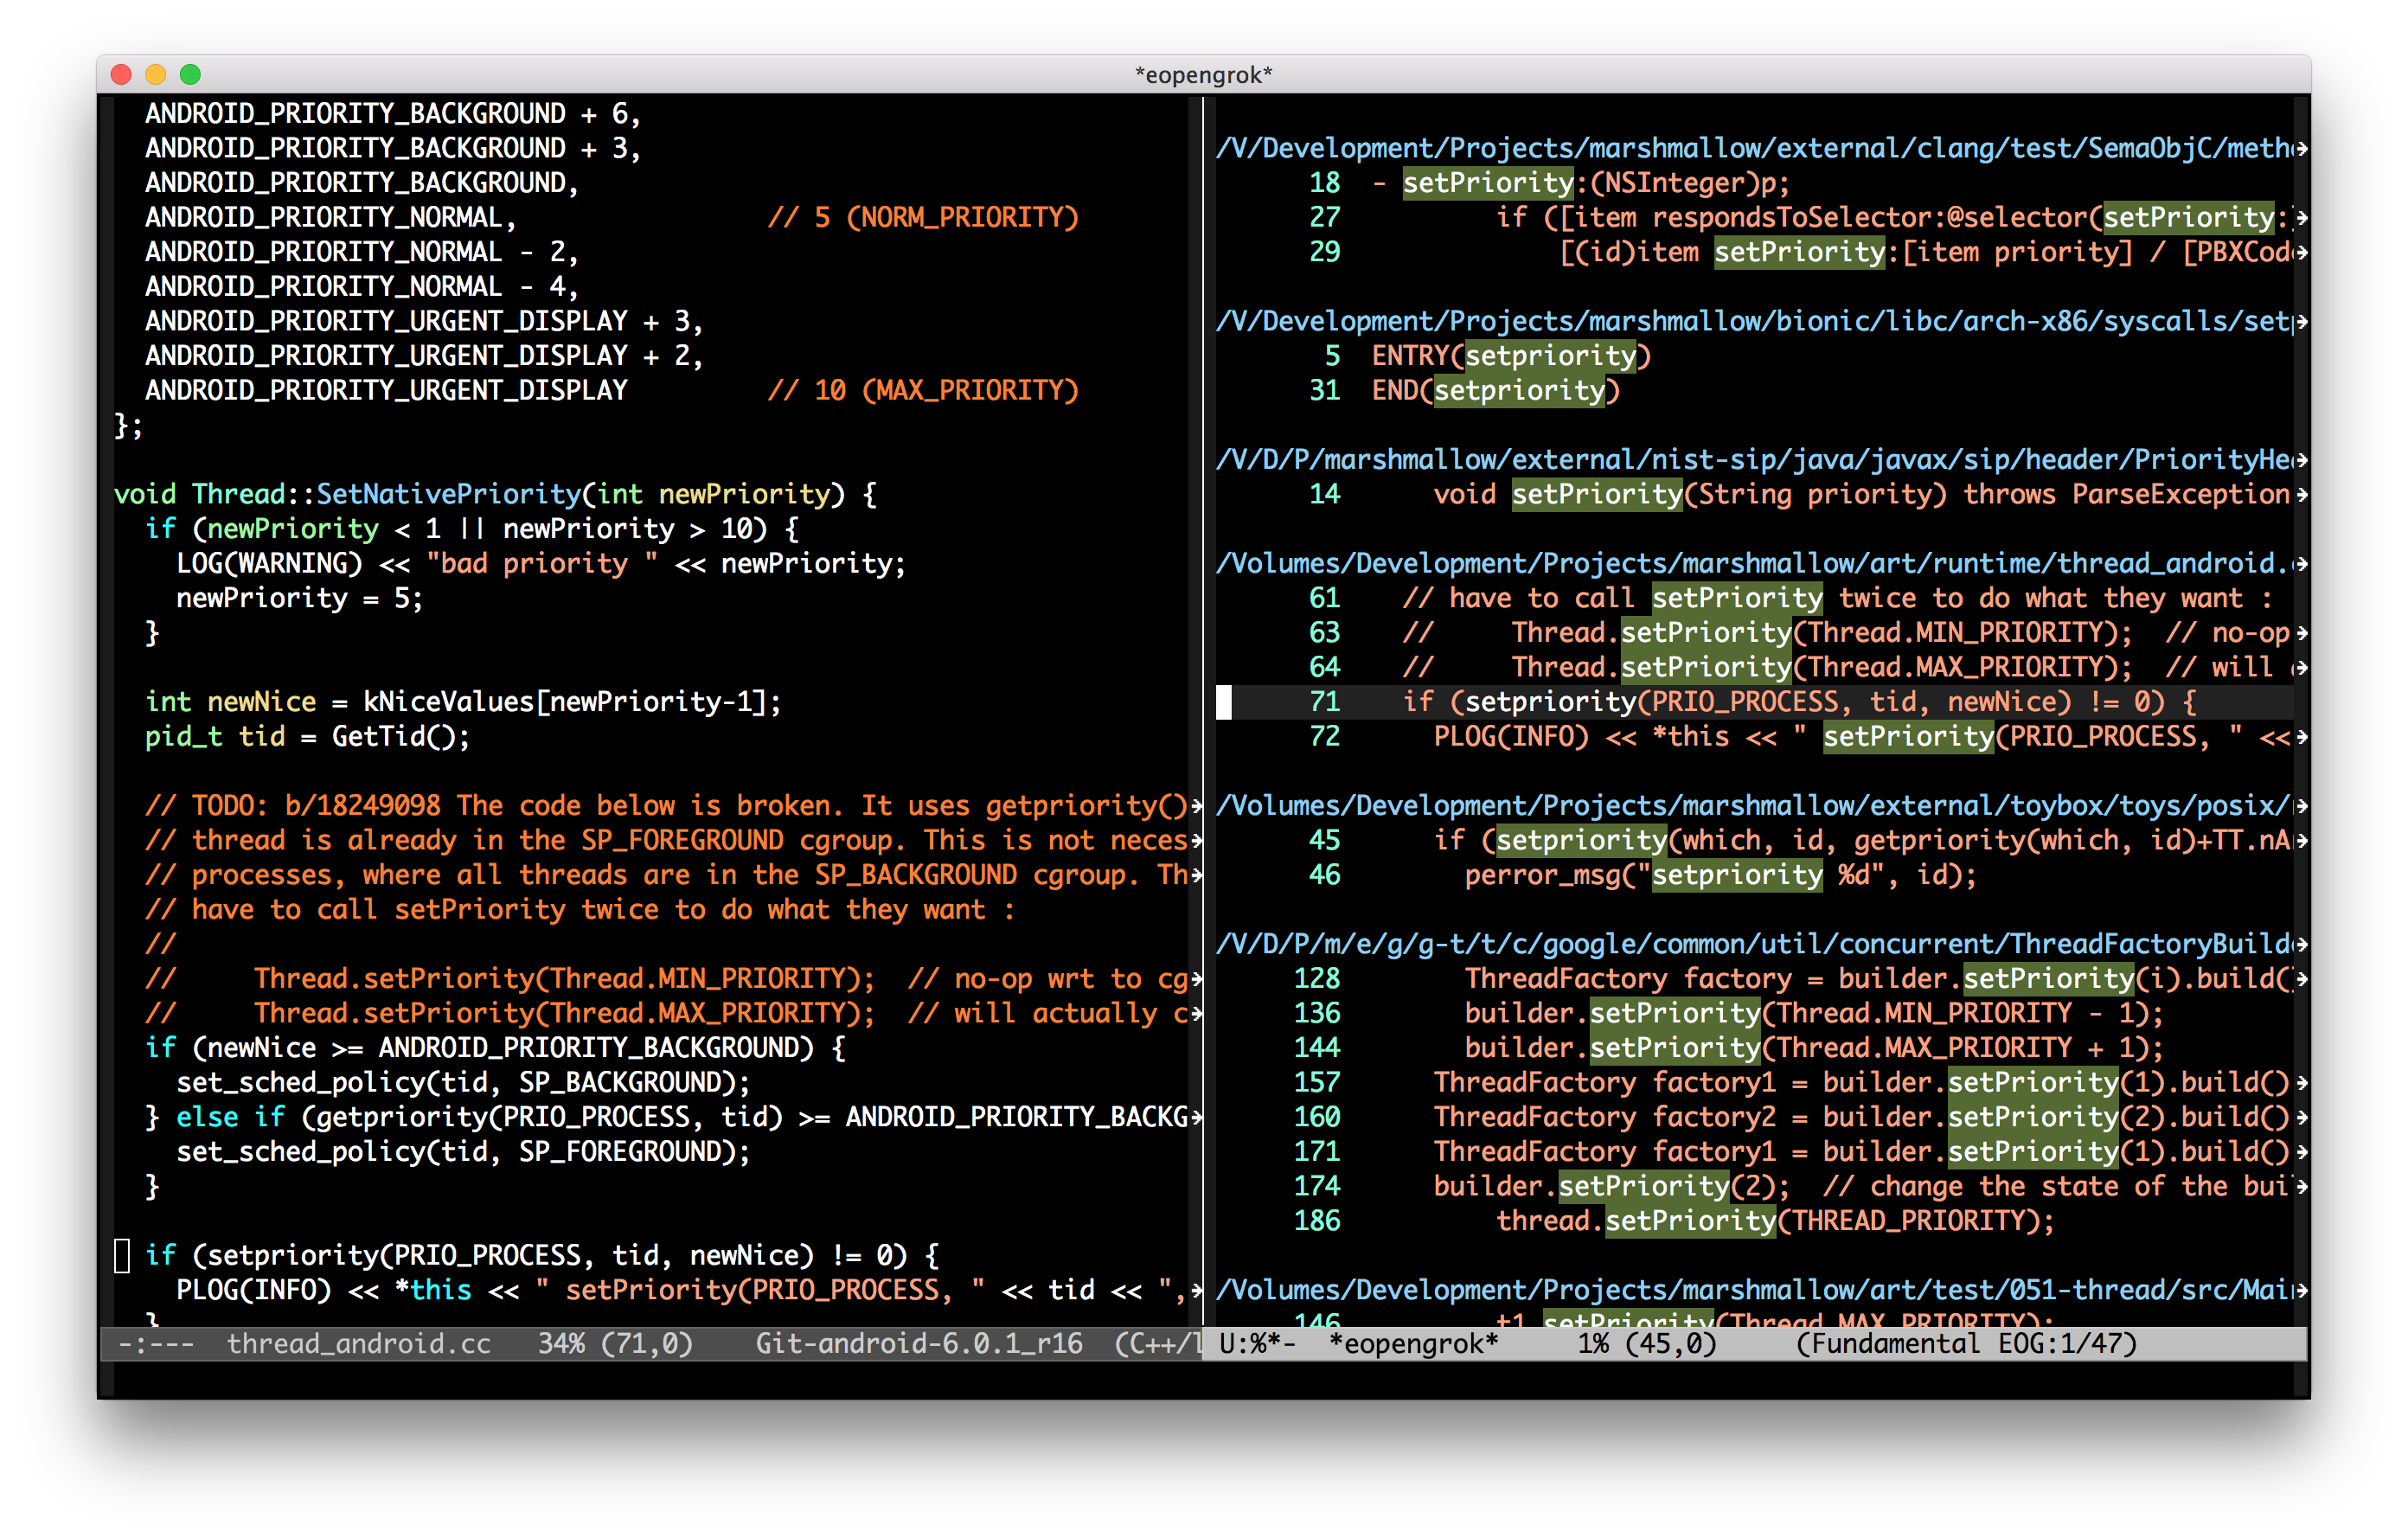 *eopengrok*
ANDROID_PRIORITY_BACKGROUND + 6,
ANDROID_PRIORITY_BACKGROUND + 3,
ANDROID_PRIORITY_BACKGROUND,
ANDROID_PRIORITY_NORMAL,                // 5 (NORM_PRIORITY)
ANDROID_PRIORITY_NORMAL - 2,
ANDROID_PRIORITY_NORMAL - 4,
ANDROID_PRIORITY_URGENT_DISPLAY + 3,
ANDROID_PRIORITY_URGENT_DISPLAY + 2,
ANDROID_PRIORITY_URGENT_DISPLAY         // 10 (MAX_PRIORITY)
};
void Thread::SetNativePriority(int newPriority) {
if (newPriority < 1 || newPriority > 10) {
LOG(WARNING) << "bad priority " << newPriority;
newPriority = 5;
}
int newNice = kNiceValues[newPriority-1];
pid_t tid = GetTid();
// TODO: b/18249098 The code below is broken. It uses getpriority()
// thread is already in the SP_FOREGROUND cgroup. This is not neces
// processes, where all threads are in the SP_BACKGROUND cgroup. Th
// have to call setPriority twice to do what they want :
//
//     Thread.setPriority(Thread.MIN_PRIORITY);  // no-op wrt to cg
//     Thread.setPriority(Thread.MAX_PRIORITY);  // will actually c
if (newNice >= ANDROID_PRIORITY_BACKGROUND) {
set_sched_policy(tid, SP_BACKGROUND);
} else if (getpriority(PRIO_PROCESS, tid) >= ANDROID_PRIORITY_BACKG
set_sched_policy(tid, SP_FOREGROUND);
}
if (setpriority(PRIO_PROCESS, tid, newNice) != 0) {
PLOG(INFO) << *this << " setPriority(PRIO_PROCESS, " << tid << ",
}
-:---  thread_android.cc   34% (71,0)    Git-android-6.0.1_r16  (C++/l
/V/Development/Projects/marshmallow/external/clang/test/SemaObjC/meth
18  - setPriority:(NSInteger)p;
27          if ([item respondsToSelector:@selector(setPriority:
29              [(id)item setPriority:[item priority] / [PBXCod
/V/Development/Projects/marshmallow/bionic/libc/arch-x86/syscalls/set
5  ENTRY(setpriority)
31  END(setpriority)
/V/D/P/marshmallow/external/nist-sip/java/javax/sip/header/PriorityHe
14      void setPriority(String priority) throws ParseException
/Volumes/Development/Projects/marshmallow/art/runtime/thread_android.
61    // have to call setPriority twice to do what they want :
63    //     Thread.setPriority(Thread.MIN_PRIORITY);  // no-op
64    //     Thread.setPriority(Thread.MAX_PRIORITY);  // will
71    if (setpriority(PRIO_PROCESS, tid, newNice) != 0) {
72      PLOG(INFO) << *this << " setPriority(PRIO_PROCESS, " <<
/Volumes/Development/Projects/marshmallow/external/toybox/toys/posix/
45      if (setpriority(which, id, getpriority(which, id)+TT.nA
46        perror_msg("setpriority %d", id);
/V/D/P/m/e/g/g-t/t/c/google/common/util/concurrent/ThreadFactoryBuild
128        ThreadFactory factory = builder.setPriority(i).build(
136        builder.setPriority(Thread.MIN_PRIORITY - 1);
144        builder.setPriority(Thread.MAX_PRIORITY + 1);
157      ThreadFactory factory1 = builder.setPriority(1).build()
160      ThreadFactory factory2 = builder.setPriority(2).build()
171      ThreadFactory factory1 = builder.setPriority(1).build()
174      builder.setPriority(2);  // change the state of the bui
186          thread.setPriority(THREAD_PRIORITY);
/Volumes/Development/Projects/marshmallow/art/test/051-thread/src/Mai
146          t1.setPriority(Thread.MAX_PRIORITY);
U:%*-  *eopengrok*     1% (45,0)     (Fundamental EOG:1/47)